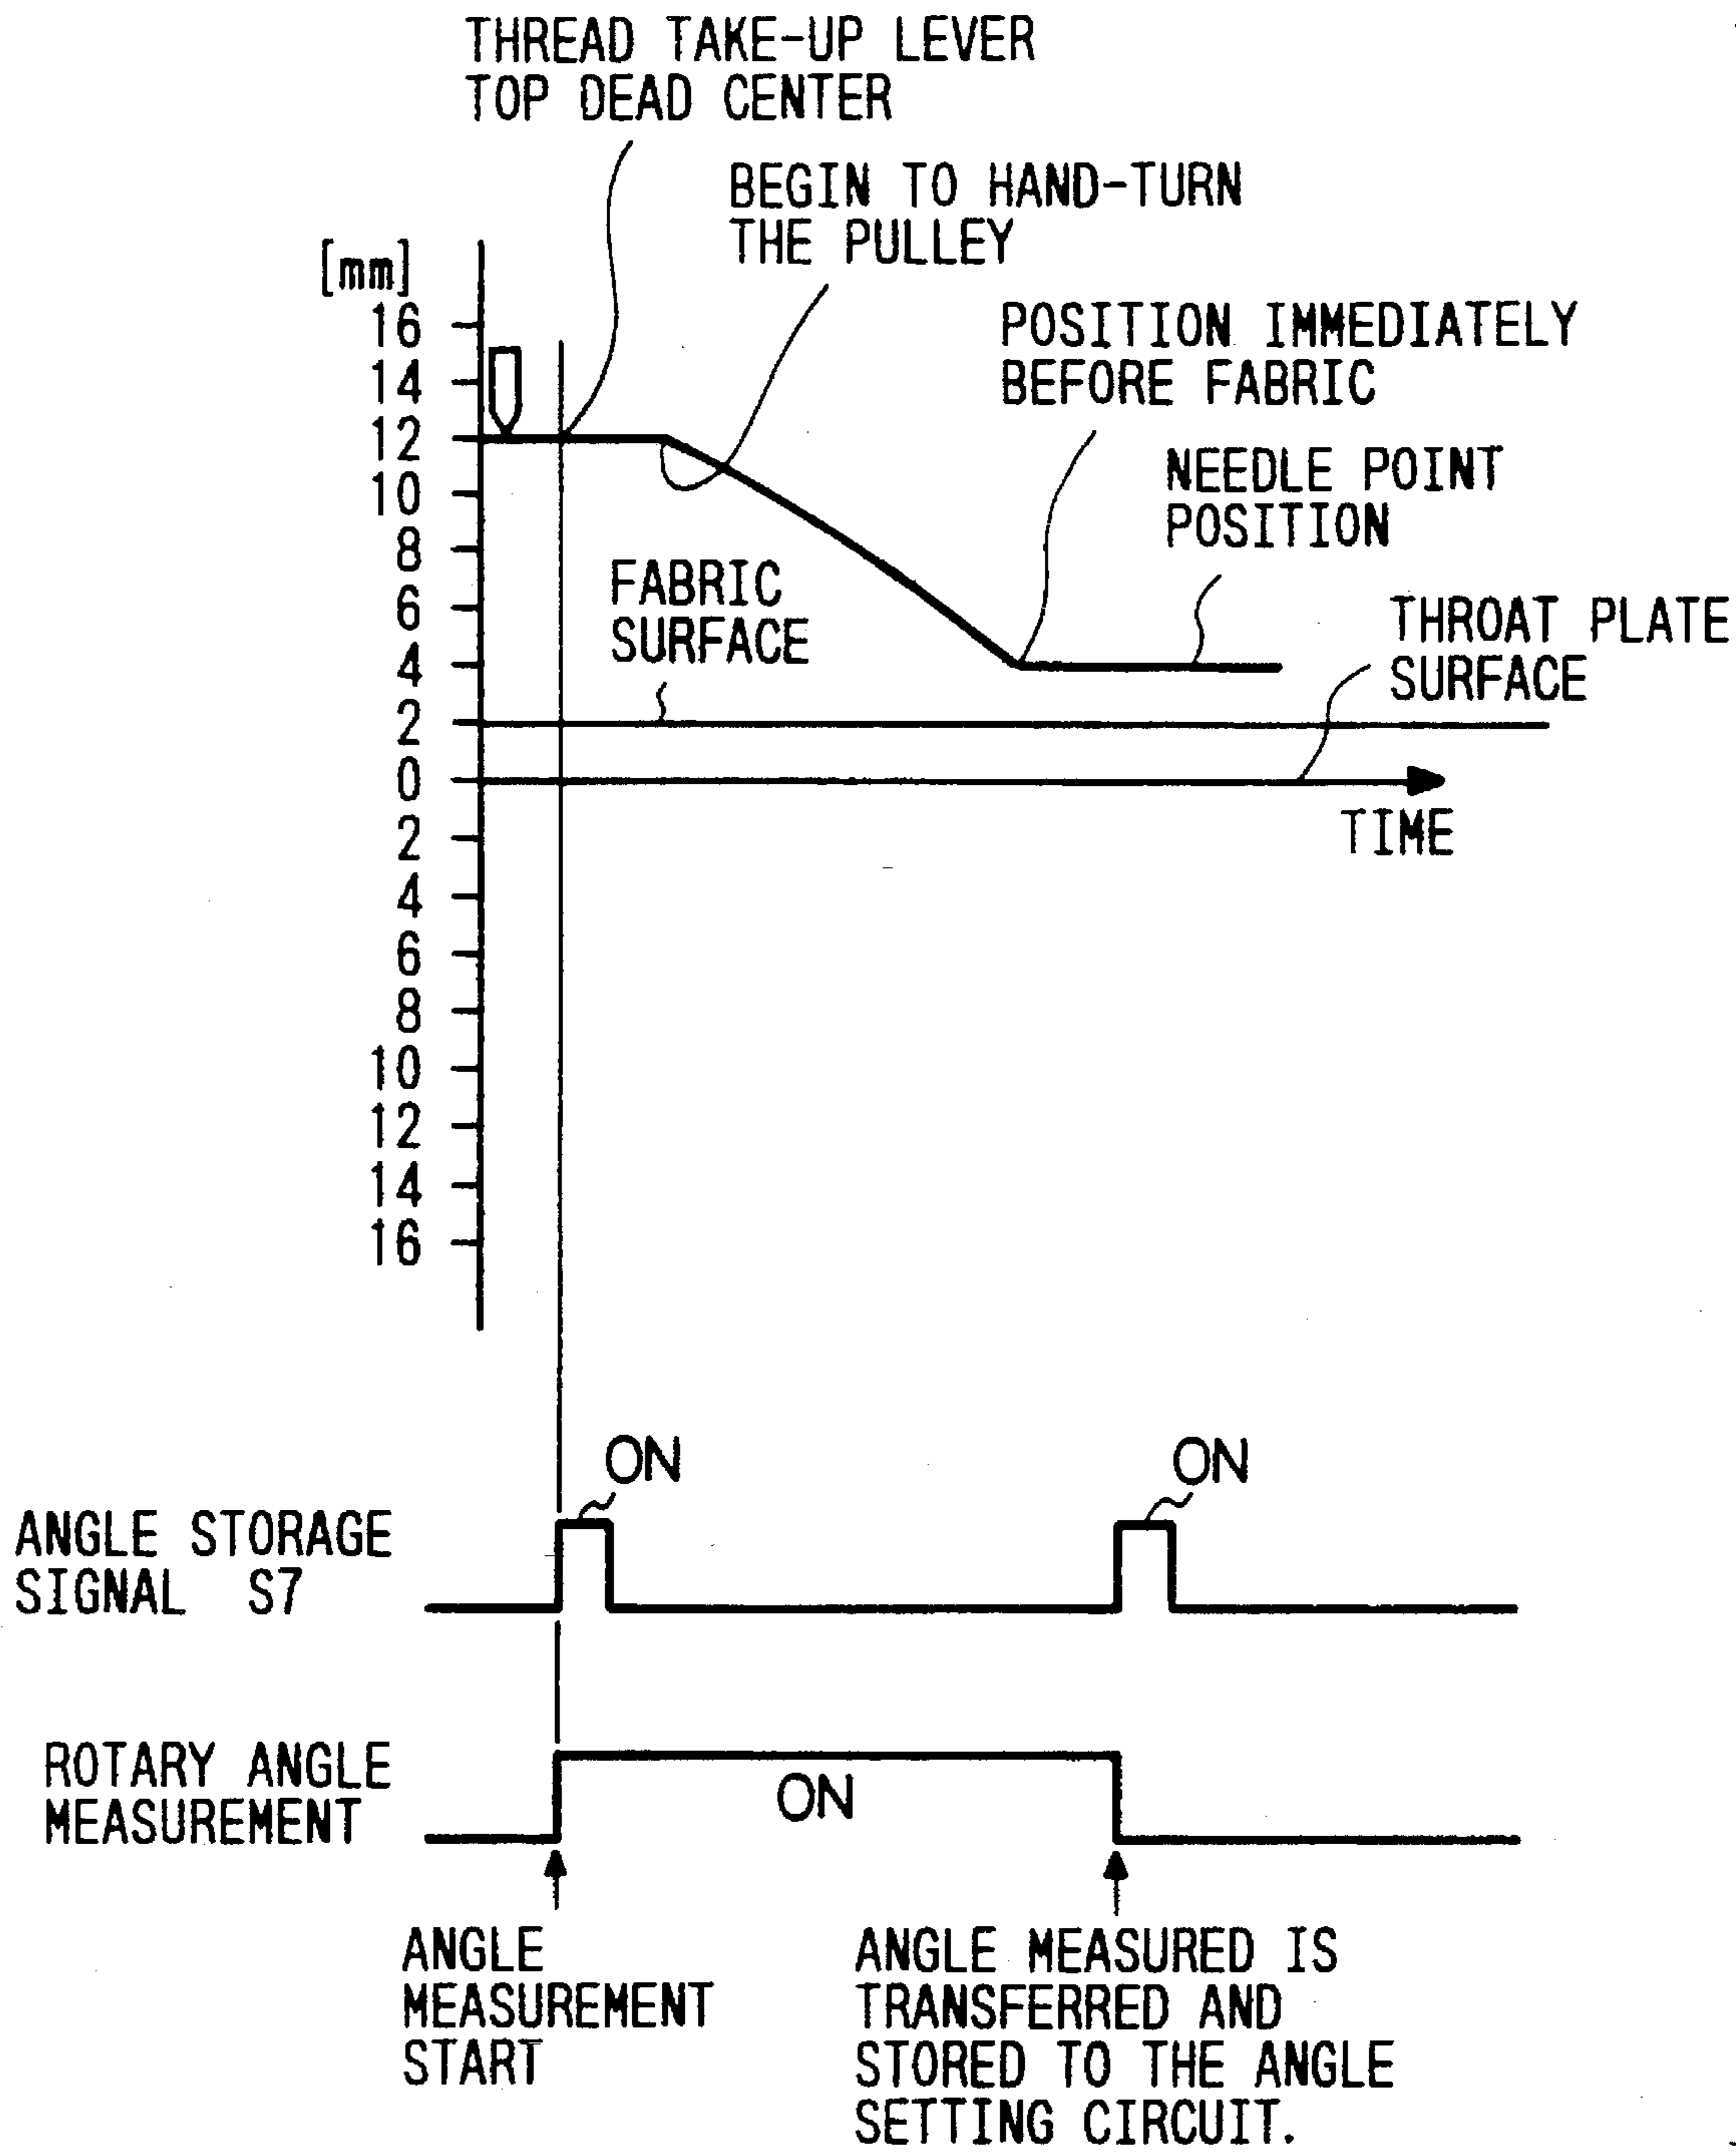 THREAD TAKE-UP LEVER
TOP DEAD CENTER
BEGIN TO HAND-TURN
THE PULLEY
[mm]
POSITION IMMEDIATELY
BEFORE FABRIC
NEEDLE POINT
POSITION
FABRIC
SURFACE
THROAT PLATE
SURFACE
16
14
12
10
8
6
4
2
0
TIME
2
4
6
8
10
12
14
16
ON
ON
ANGLE STORAGE
SIGNAL S7
ROTARY ANGLE
MEASUREMENT
ON
ANGLE
MEASUREMENT
START
ANGLE MEASURED IS
TRANSFERRED AND
STORED TO THE ANGLE
SETTING CIRCUIT.